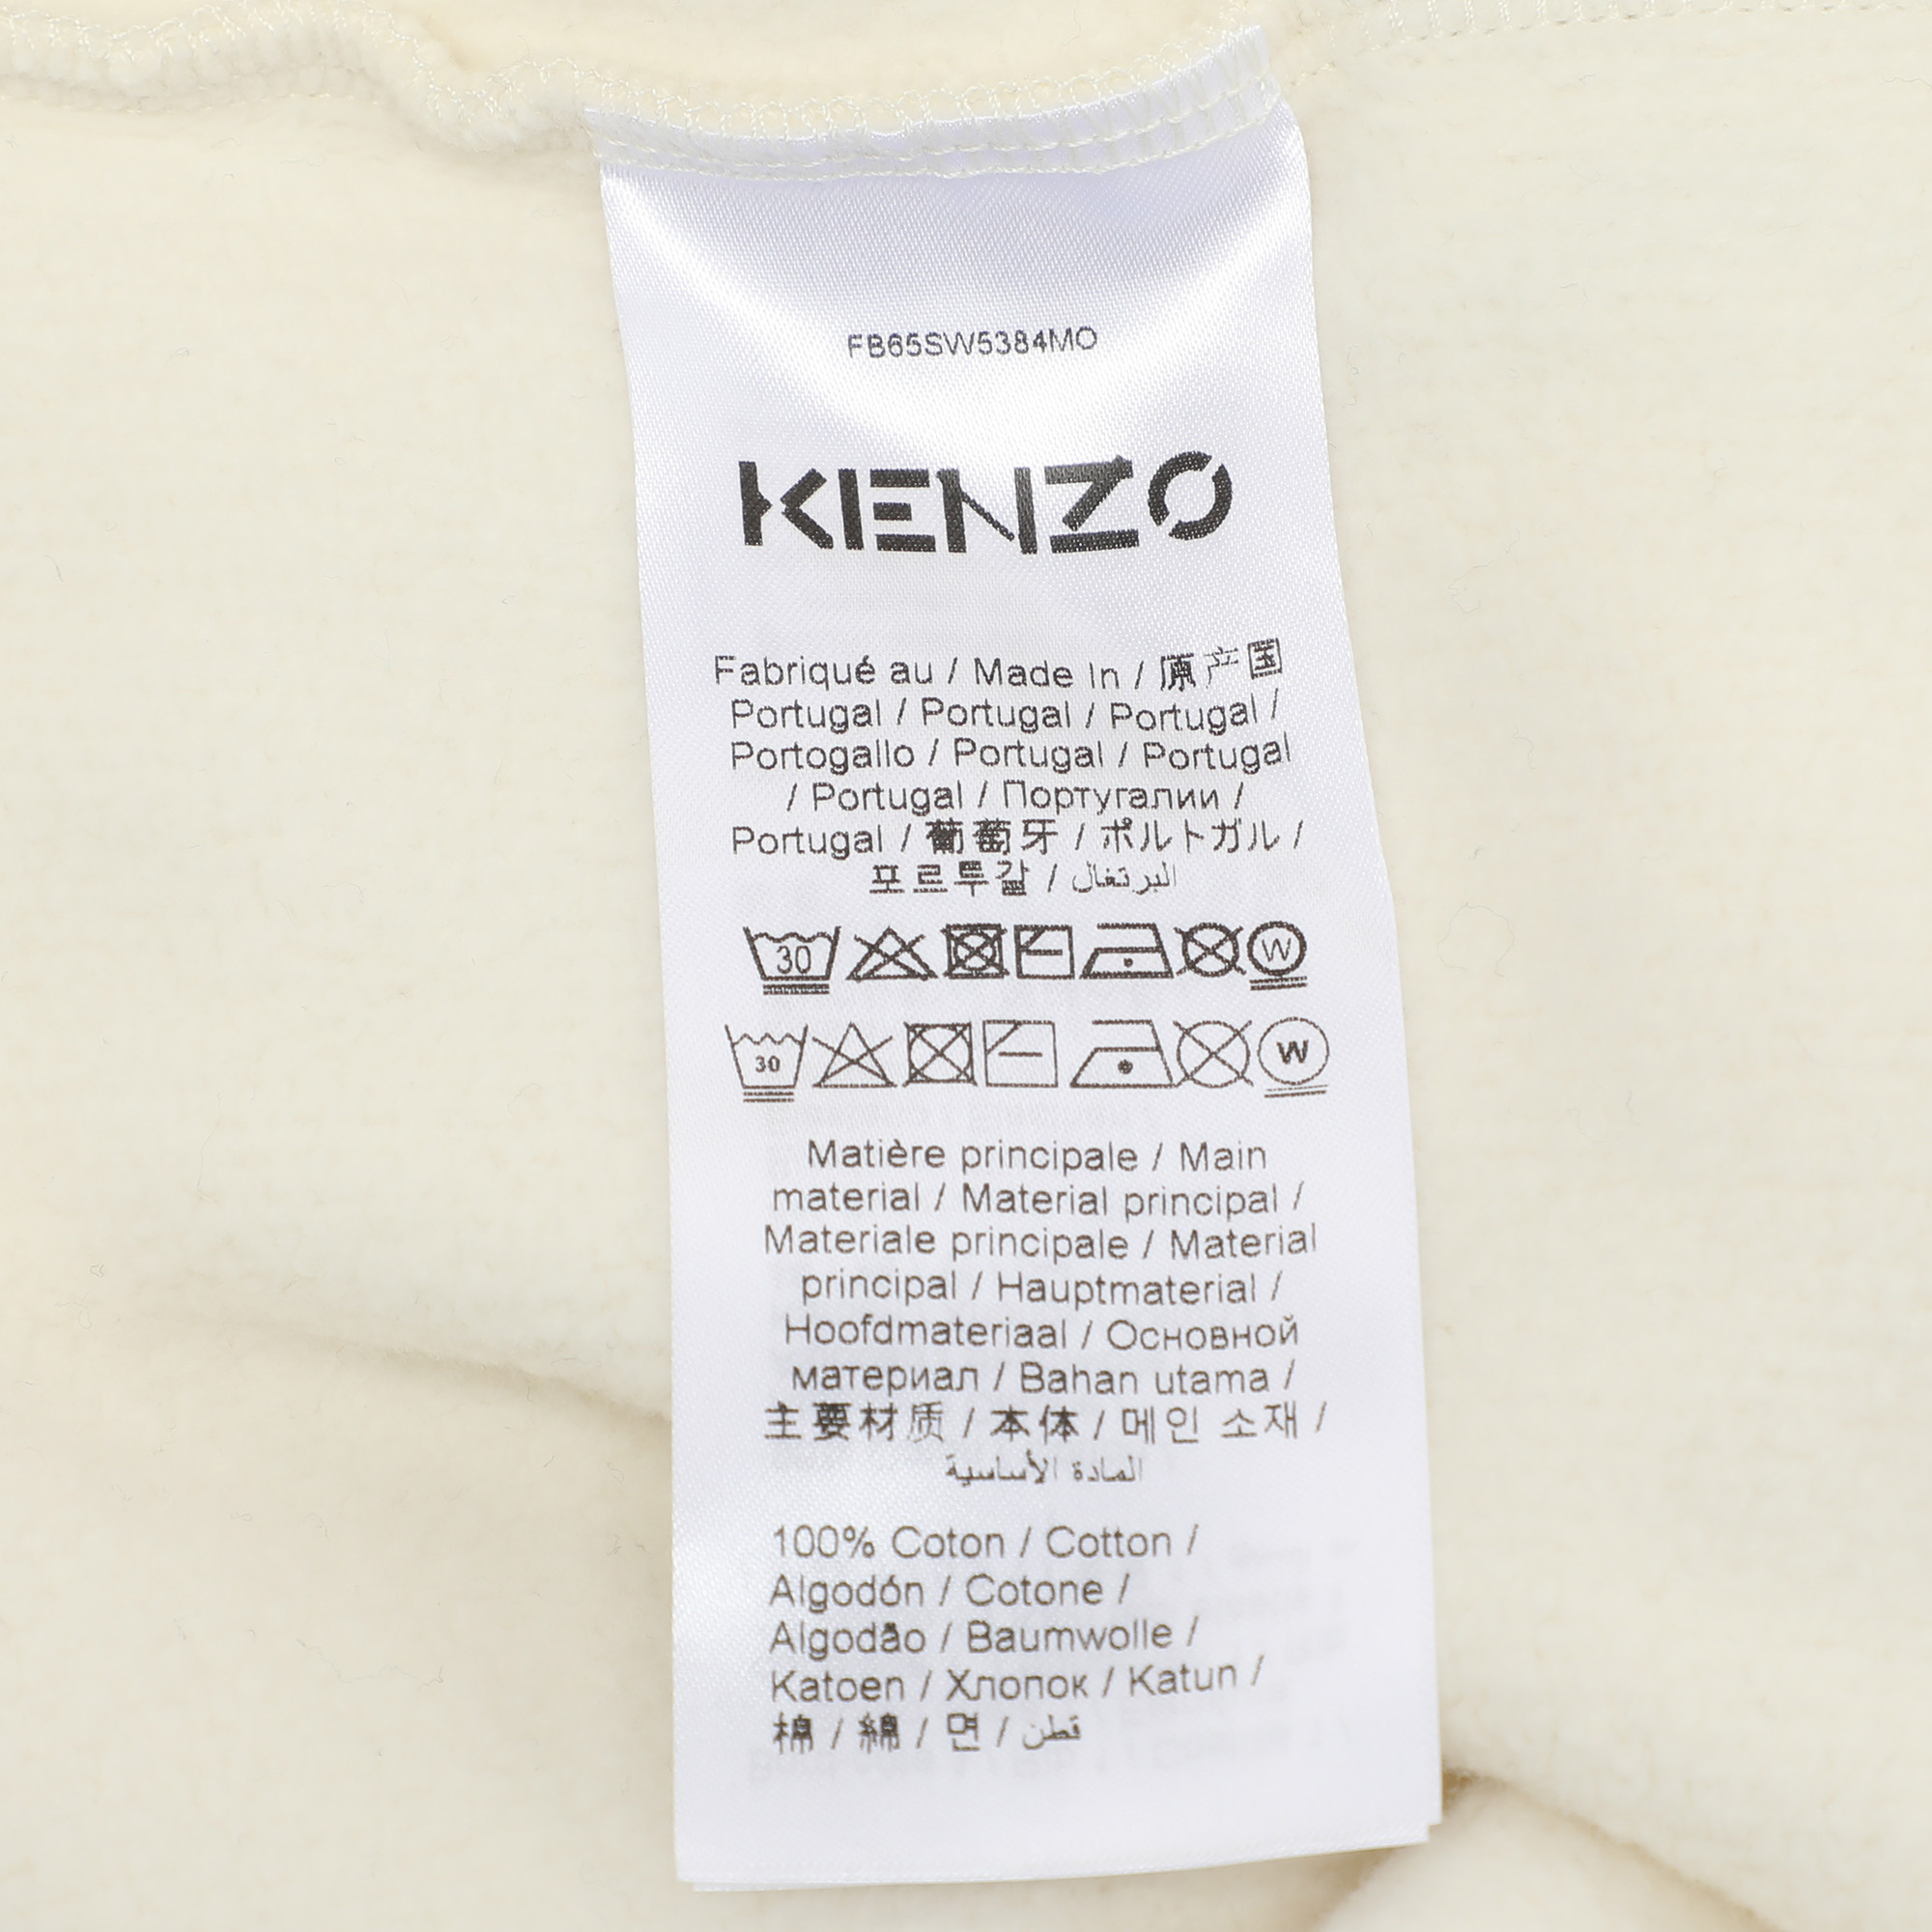 FB65SW5384MO
KENZO
Fabriqué au / Made In / 原产国
Portugal / Portugal / Portugal /
Portogallo / Portugal / Portugal
/ Portugal / Португалии /
Portugal / 葡萄牙 / ポルトガル /
포르투갈 / البرتغال
30 W
30 W
Matière principale / Main
material / Material principal /
Materiale principale / Material
principal / Hauptmaterial /
Hoofdmateriaal / Основной
материал / Bahan utama /
主要材质 / 本体 / 메인 소재 /
المادة الأساسية
100% Coton / Cotton /
Algodón / Cotone /
Algodão / Baumwolle /
Katoen / Хлопок / Katun /
棉 / 綿 / 면 / قطن